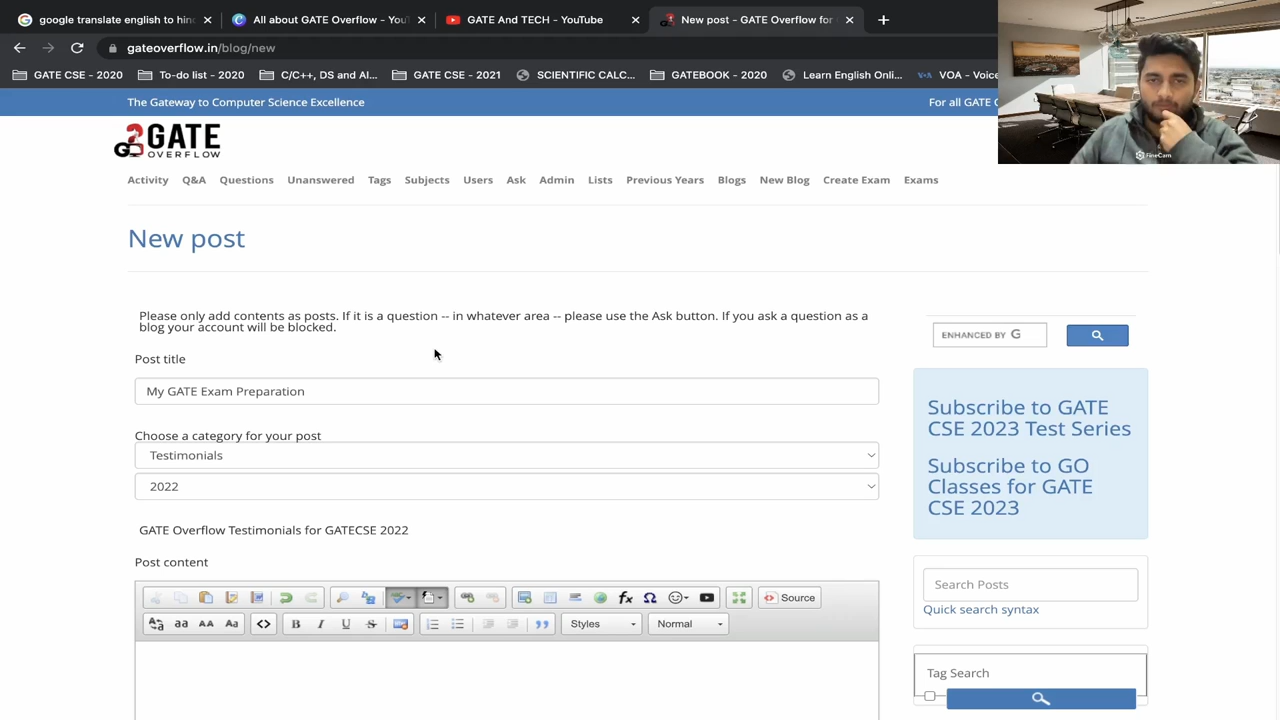 google translate english to hin
All about GATE Overflow - YouT
GATE And TECH - YouTube
New post - GATE Overflow for
gateoverflow.in/blog/new
GATE CSE - 2020
To-do list - 2020
C/C++, DS and Al...
GATE CSE - 2021
SCIENTIFIC CALC...
GATEBOOK - 2020
Learn English Onli...
VOA - Voice
The Gateway to Computer Science Excellence
For all GATE C
GATE
OVERFLOW
FineCam
Activity Q&A Questions Unanswered Tags Subjects Users Ask Admin Lists Previous Years Blogs New Blog Create Exam Exams
New post
Please only add contents as posts. If it is a question -- in whatever area -- please use the Ask button. If you ask a question as a
blog your account will be blocked.
Post title
My GATE Exam Preparation
Choose a category for your post
Testimonials
2022
GATE Overflow Testimonials for GATECSE 2022
Post content
Source
Styles
Normal
ENHANCED BY G
Subscribe to GATE
CSE 2023 Test Series
Subscribe to GO
Classes for GATE
CSE 2023
Search Posts
Quick search syntax
Tag Search